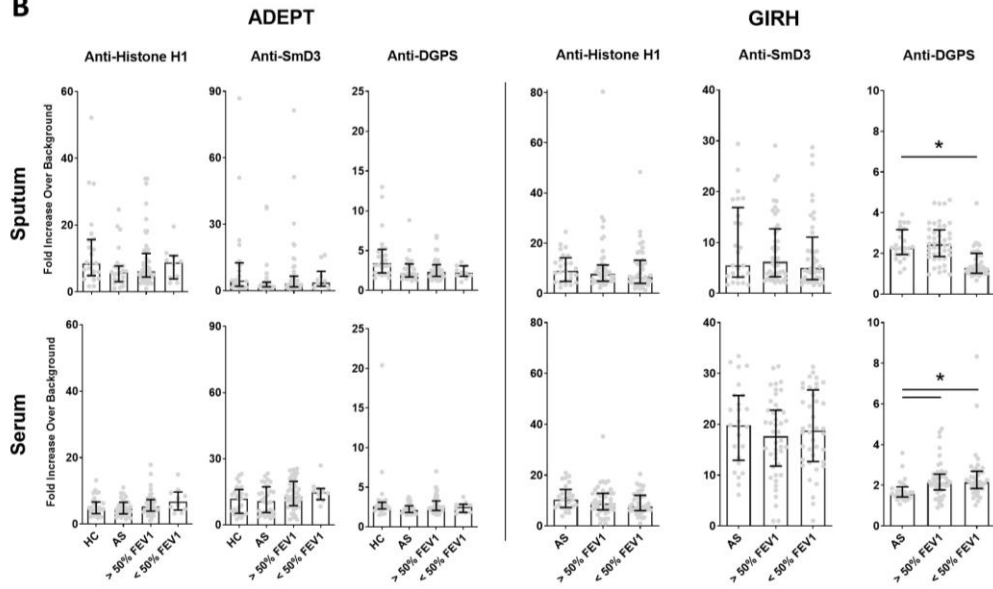 B
ADEPT GIRH
Anti-Histone H1 Anti-SmD3 Anti-DGPS Anti-Histone H1 Anti-SmD3 Anti-DGPS
Sputum
Fold Increase Over Background
60 40 20 0
90 60 30 0
25 20 15 10 5 0
80 60 40 20 0
40 30 20 10 0
10 8 6 4 2 0
*
Serum
Fold Increase Over Background
60 40 20 0
90 60 30 0
25 20 15 10 5 0
80 60 40 20 0
40 30 20 10 0
10 8 6 4 2 0
*
HC AS > 50% FEV1 < 50% FEV1
HC AS > 50% FEV1 < 50% FEV1
HC AS > 50% FEV1 < 50% FEV1
AS > 50% FEV1 < 50% FEV1
AS > 50% FEV1 < 50% FEV1
AS > 50% FEV1 < 50% FEV1